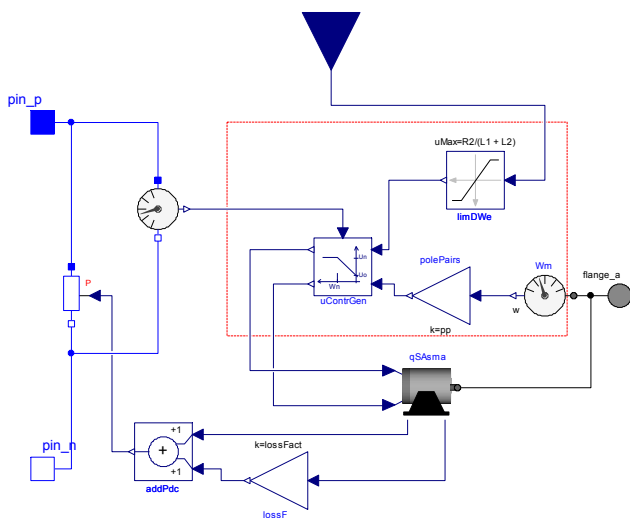 pin_p
uMax=R2/(L1 + L2)
limDWe
Un
Uo
Wn
uContrGen
polePairs
k=pp
Wm
w
flange_a
P
qSAsma
pin_n
+1
+
+1
addPdc
k=lossFact
lossF